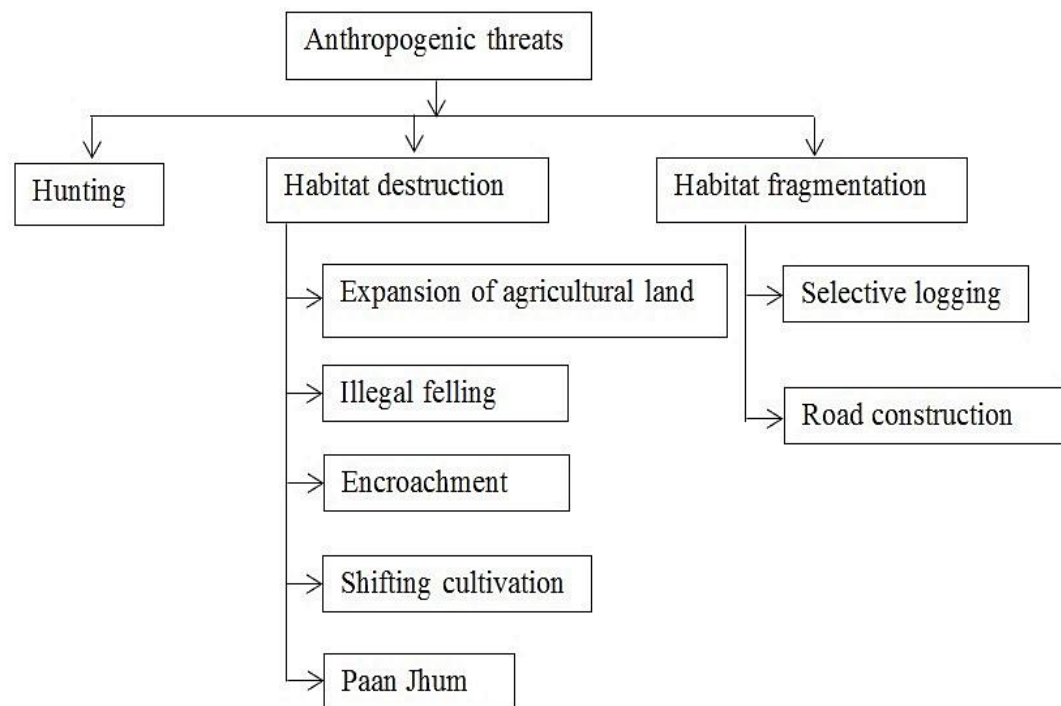 Anthropogenic threats
Hunting
Habitat destruction
Habitat fragmentation
Expansion of agricultural land
Illegal felling
Encroachment
Shifting cultivation
Paan Jhum
Selective logging
Road construction